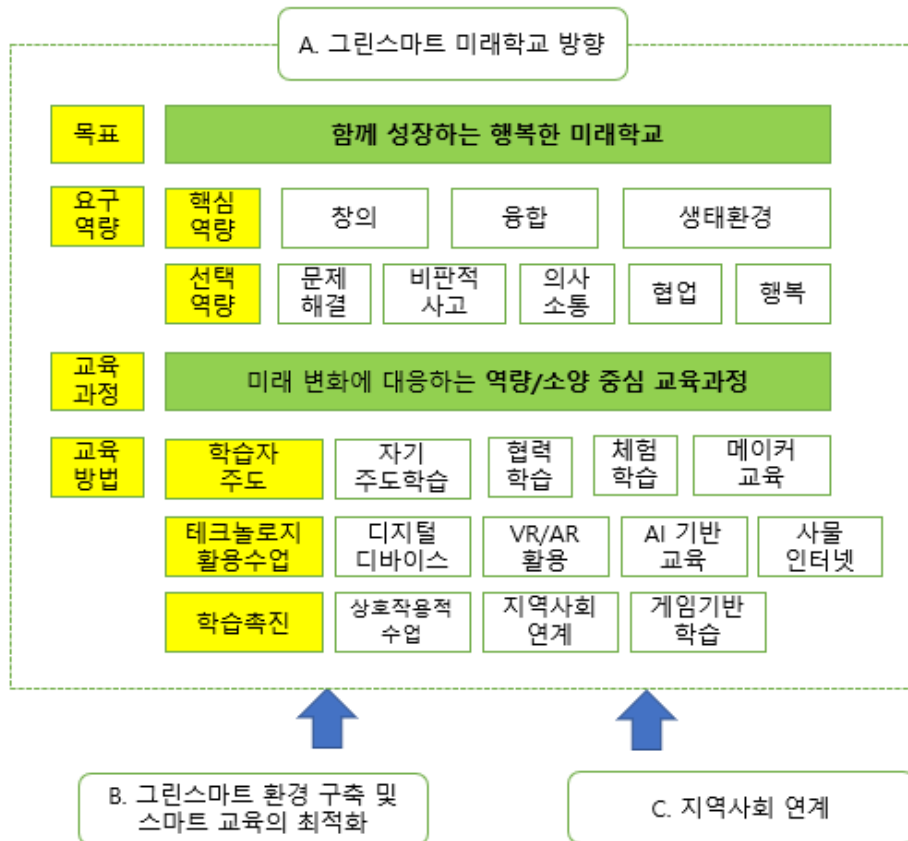 A. 그린스마트 미래학교 방향
목표
함께 성장하는 행복한 미래학교
요구
역량
핵심
역량
창의
융합
생태환경
선택
역량
문제
해결
비판적
사고
의사
소통
협업
행복
교육
과정
미래 변화에 대응하는 역량/소양 중심 교육과정
교육
방법
학습자
주도
자기
주도학습
협력
학습
체험
학습
메이커
교육
테크놀로지
활용수업
디지털
디바이스
VR/AR
활용
AI 기반
교육
사물
인터넷
학습촉진
상호작용적
수업
지역사회
연계
게임기반
학습
B. 그린스마트 환경 구축 및
스마트 교육의 최적화
C. 지역사회 연계